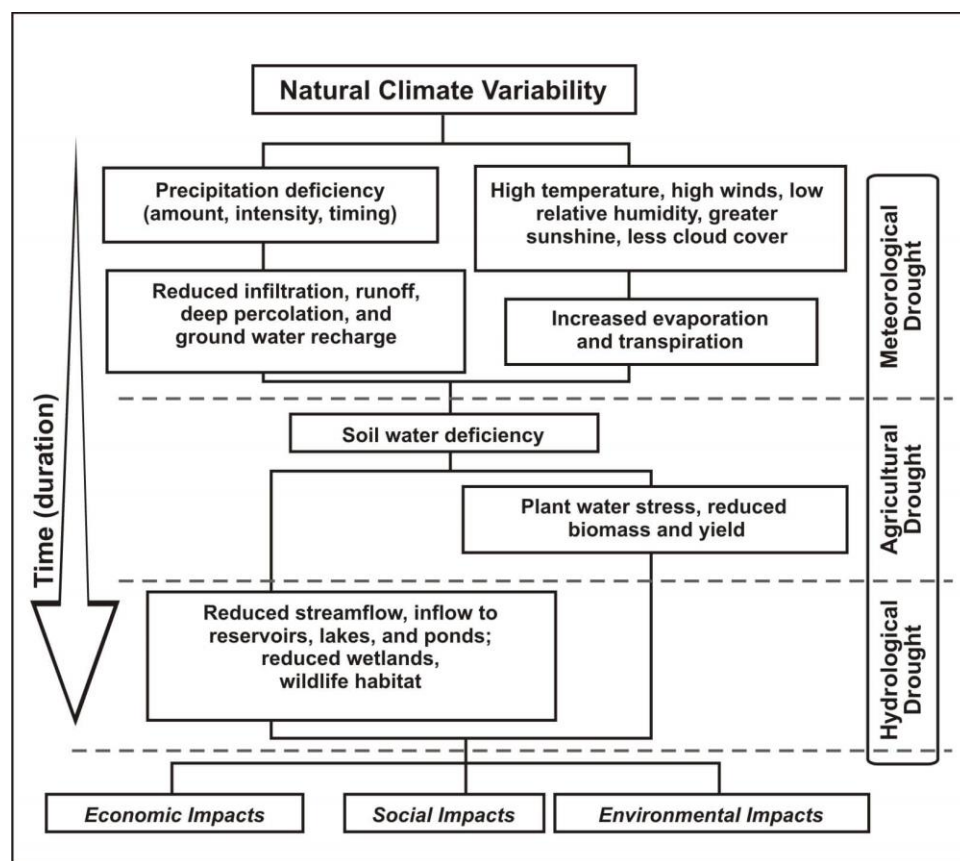 Natural Climate Variability
Precipitation deficiency
(amount, intensity, timing)
High temperature, high winds, low
relative humidity, greater
sunshine, less cloud cover
Reduced infiltration, runoff,
deep percolation, and
ground water recharge
Increased evaporation
and transpiration
Meteorological
Drought
Time (duration)
Soil water deficiency
Plant water stress, reduced
biomass and yield
Agricultural
Drought
Reduced streamflow, inflow to
reservoirs, lakes, and ponds;
reduced wetlands,
wildlife habitat
Hydrological
Drought
Economic Impacts
Social Impacts
Environmental Impacts